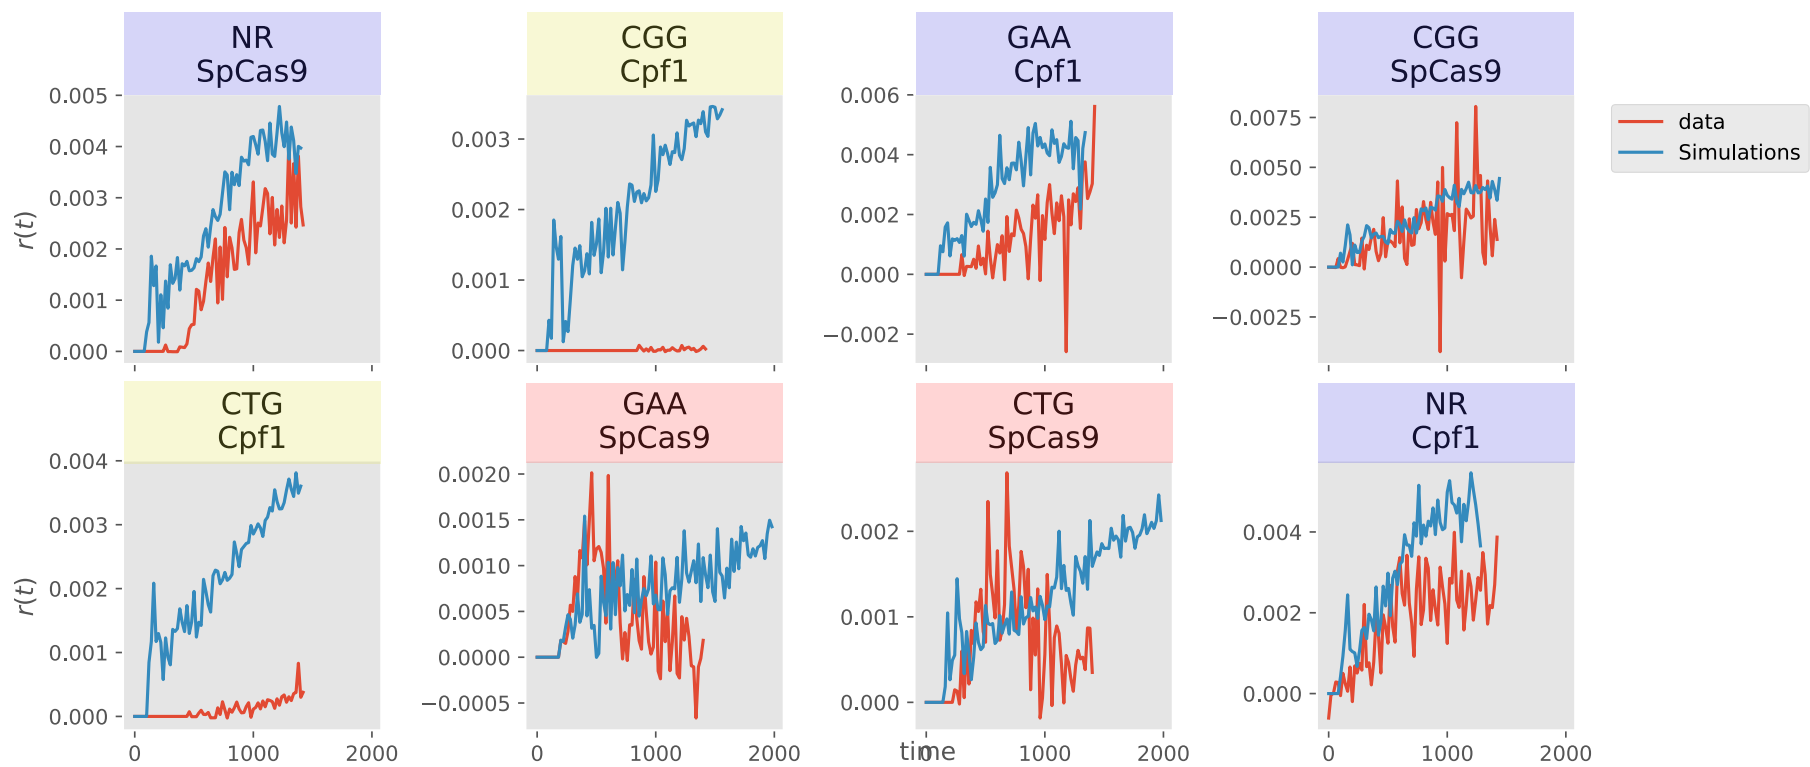 NR
SpCas9
CGG
Cpf1
GAA
Cpf1
CGG
SpCas9
0.005
0.004
0.003
0.002
0.001
0.000
r(t)
0.003
0.002
0.001
0.000
0.006
0.004
0.002
0.000
−0.002
0.0075
0.0050
0.0025
0.0000
−0.0025
data
Simulations
CTG
Cpf1
GAA
SpCas9
CTG
SpCas9
NR
Cpf1
0.004
0.003
0.002
0.001
0.000
r(t)
0 1000 2000
0.0020
0.0015
0.0010
0.0005
0.0000
−0.0005
0 1000 2000
0.002
0.001
0.000
0 1000 2000
time
0.004
0.002
0.000
0 1000 2000